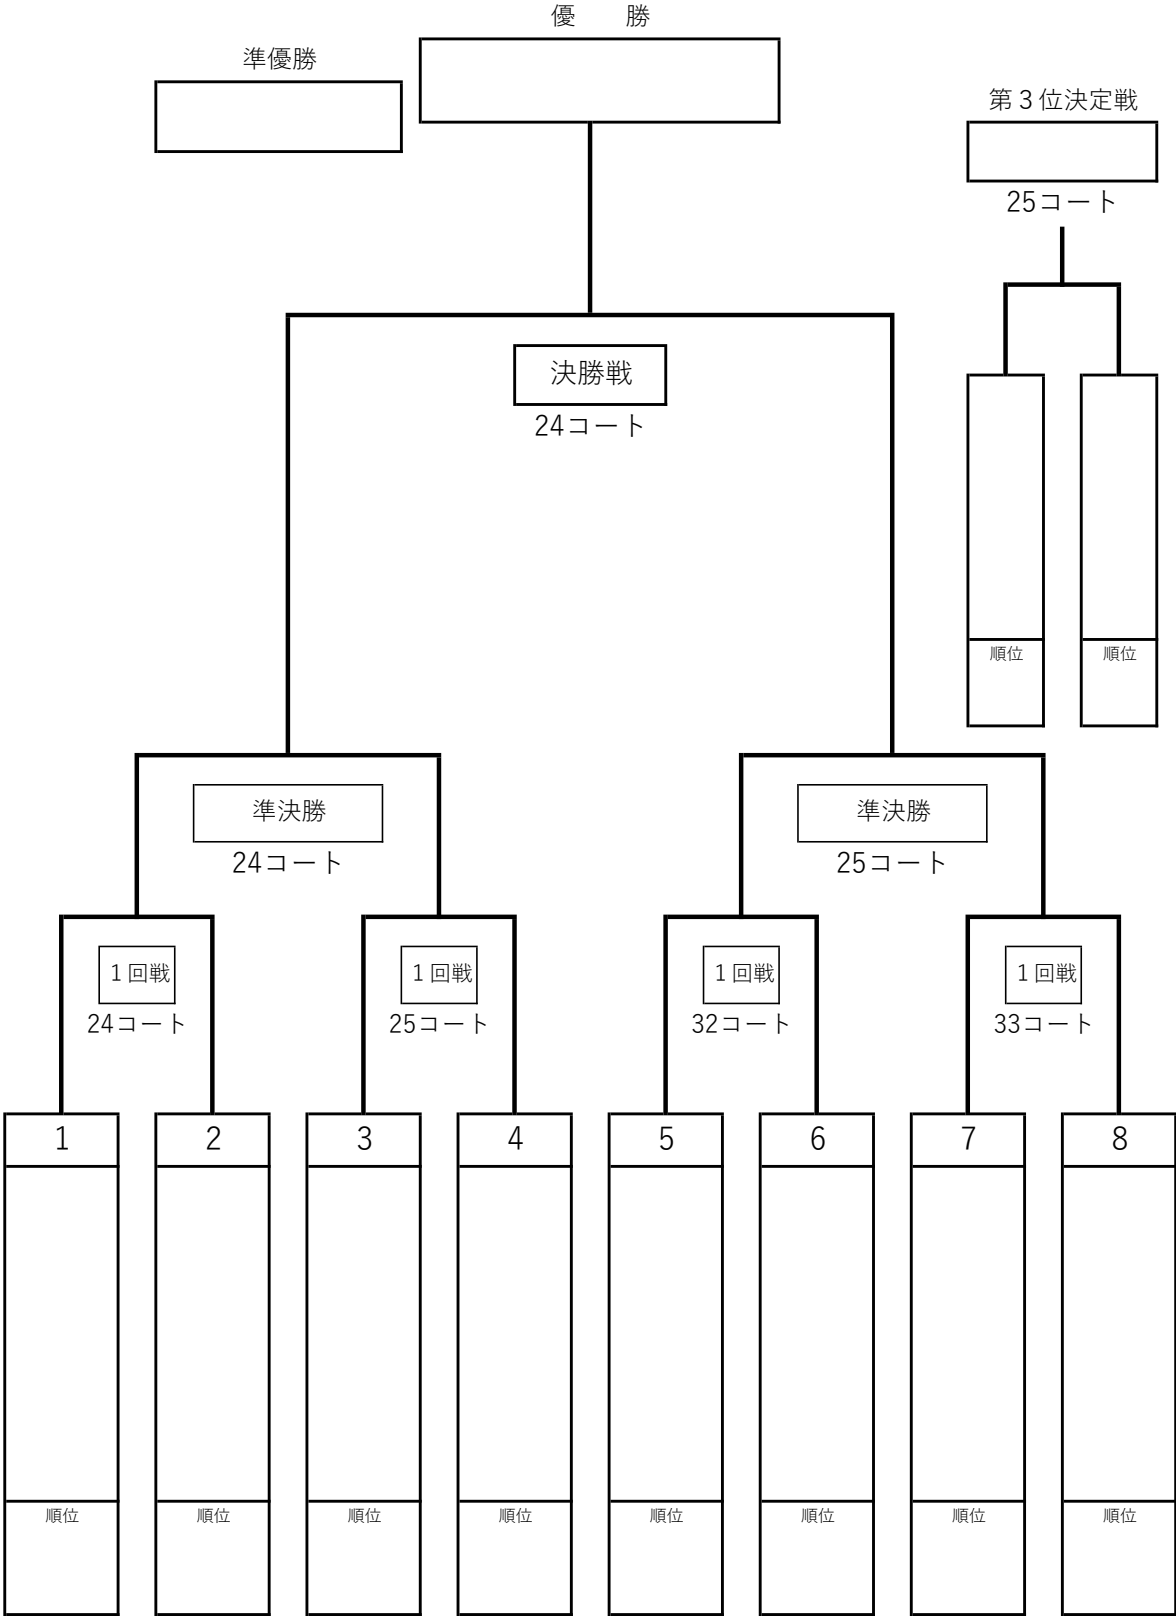 優　　勝
準優勝
第３位決定戦
25コート
決勝戦
24コート
順位
順位
準決勝
準決勝
24コート
25コート
１回戦
１回戦
１回戦
１回戦
24コート
25コート
32コート
33コート
1
2
3
4
5
6
7
8
順位
順位
順位
順位
順位
順位
順位
順位